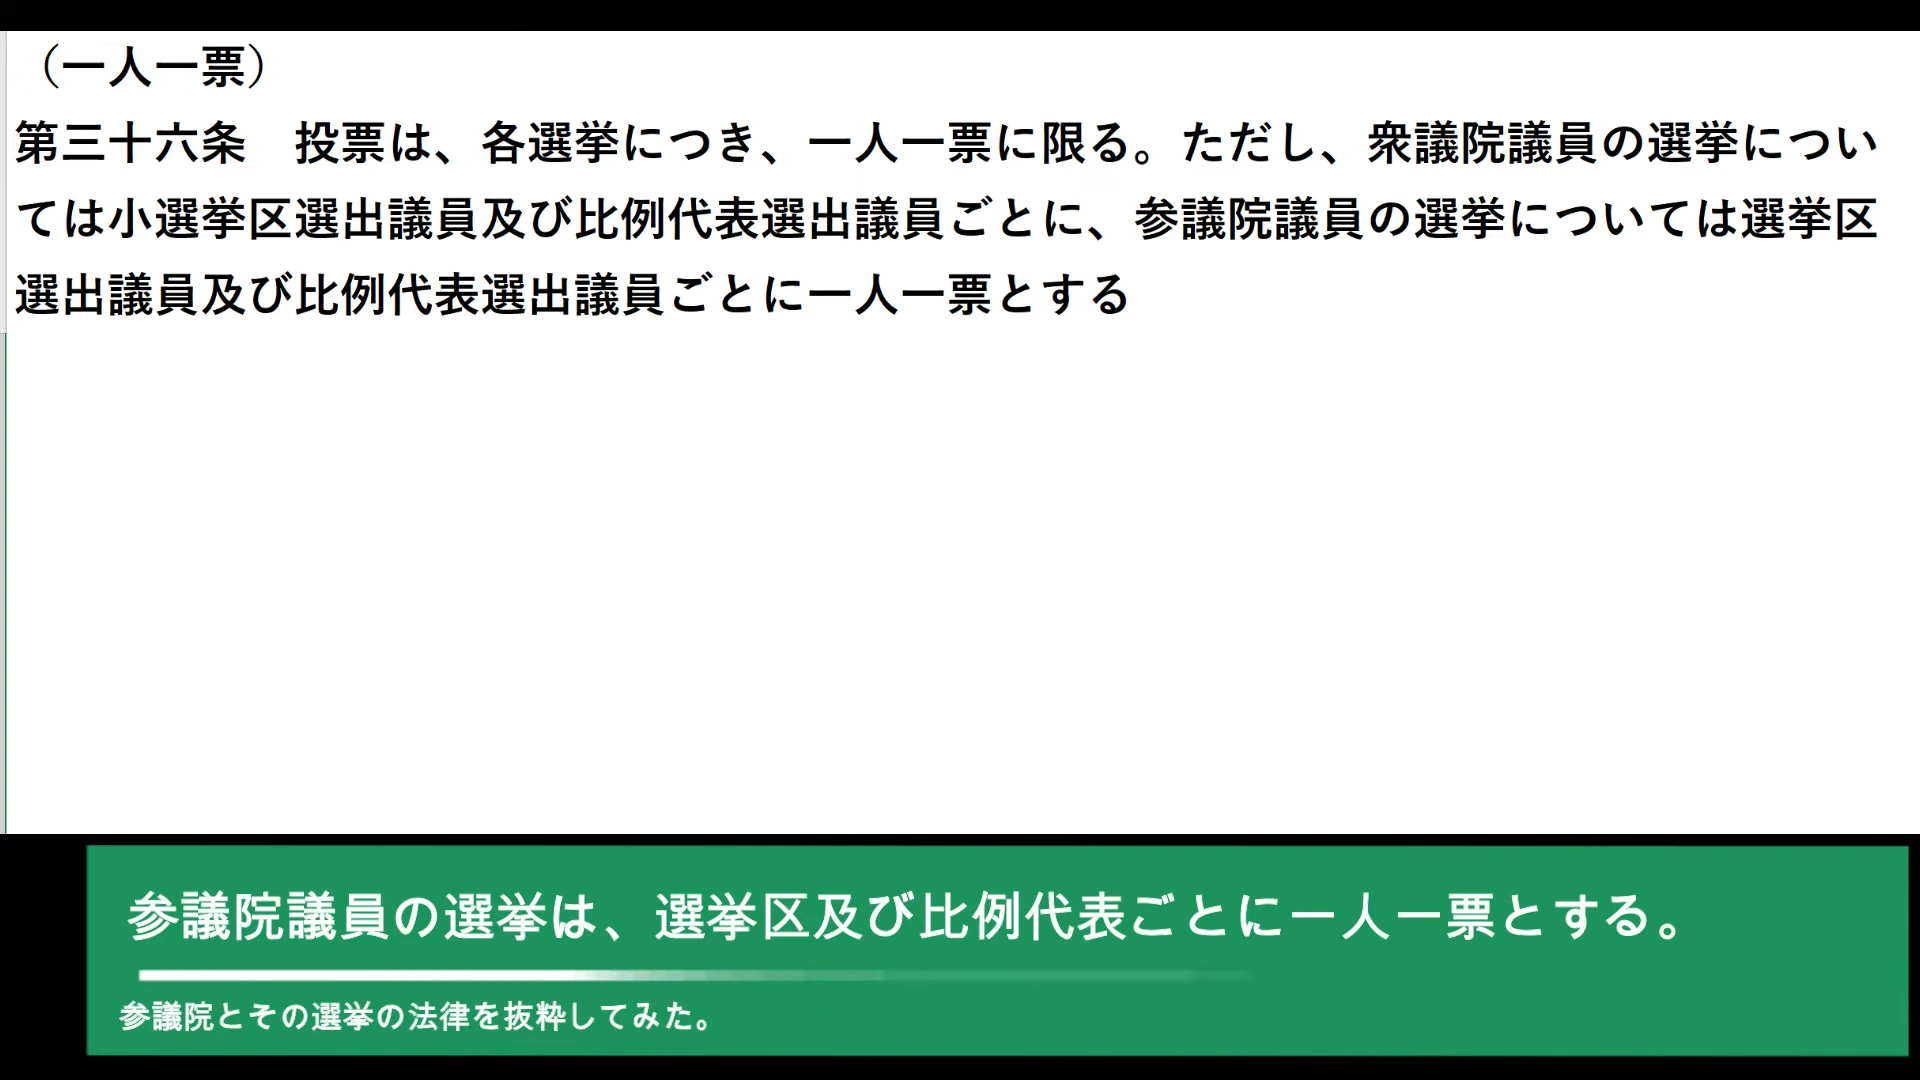 （一人一票）
第三十六条　投票は、各選挙につき、一人一票に限る。ただし、衆議院議員の選挙につい
ては小選挙区選出議員及び比例代表選出議員ごとに、参議院議員の選挙については選挙区
選出議員及び比例代表選出議員ごとに一人一票とする
参議院議員の選挙は、選挙区及び比例代表ごとに一人一票とする。
参議院とその選挙の法律を抜粋してみた。